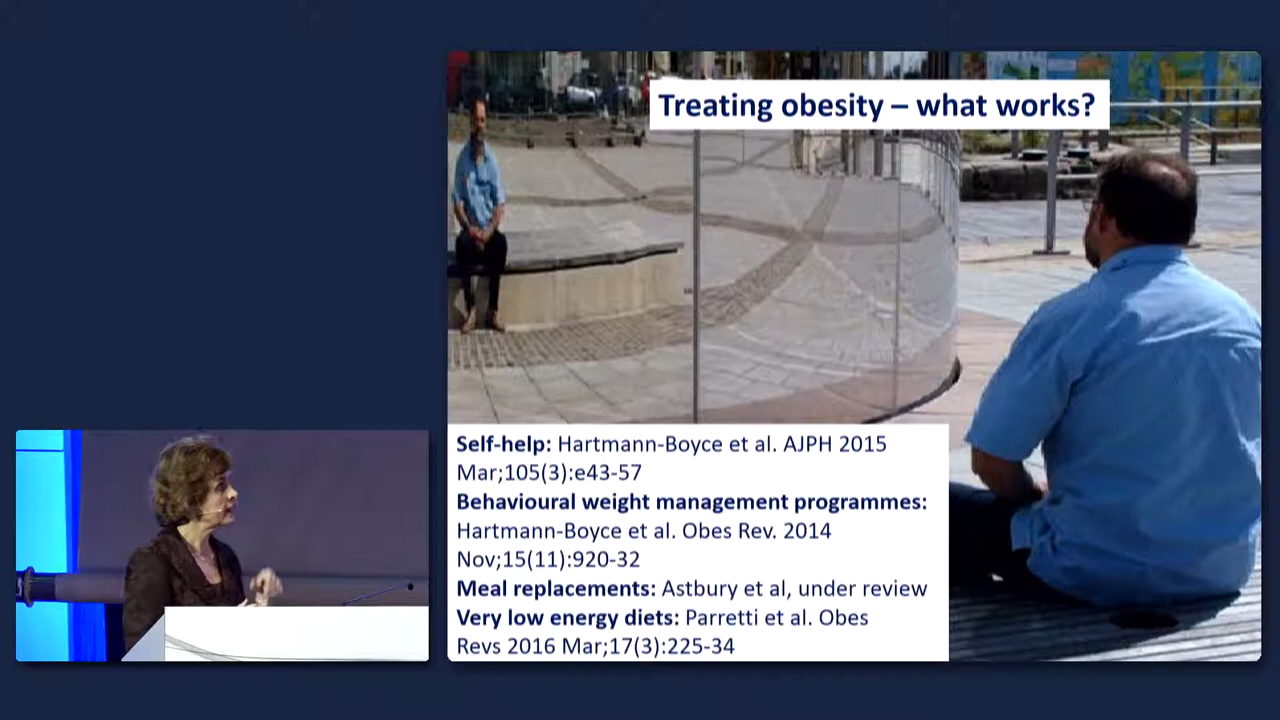 Treating obesity – what works?
Self-help: Hartmann-Boyce et al. AJPH 2015
Mar;105(3):e43-57
Behavioural weight management programmes:
Hartmann-Boyce et al. Obes Rev. 2014
Nov;15(11):920-32
Meal replacements: Astbury et al, under review
Very low energy diets: Parretti et al. Obes
Revs 2016 Mar;17(3):225-34